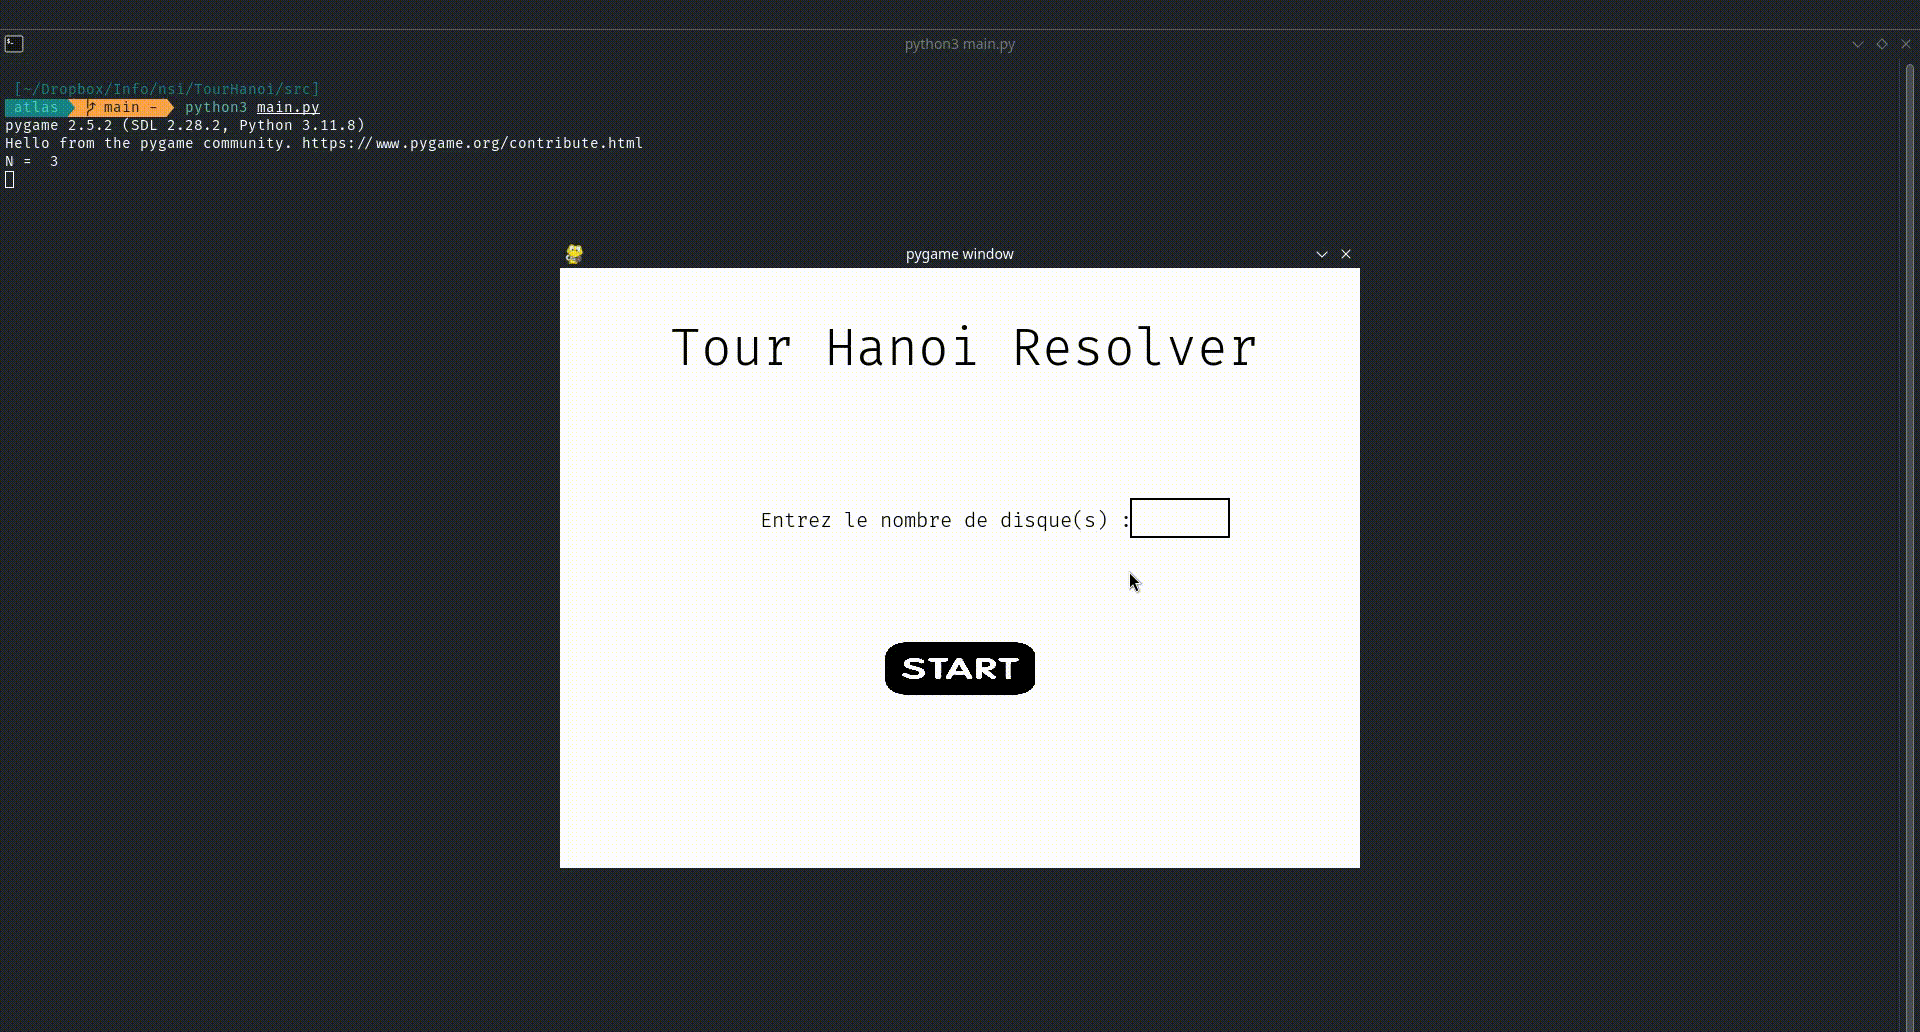 python3 main.py
[~/Dropbox/Info/nsi/TourHanoi/src]
atlas main ~ python3 main.py
pygame 2.5.2 (SDL 2.28.2, Python 3.11.8)
Hello from the pygame community. https://www.pygame.org/contribute.html
N =  3
pygame window
Tour Hanoi Resolver
Entrez le nombre de disque(s) :
START